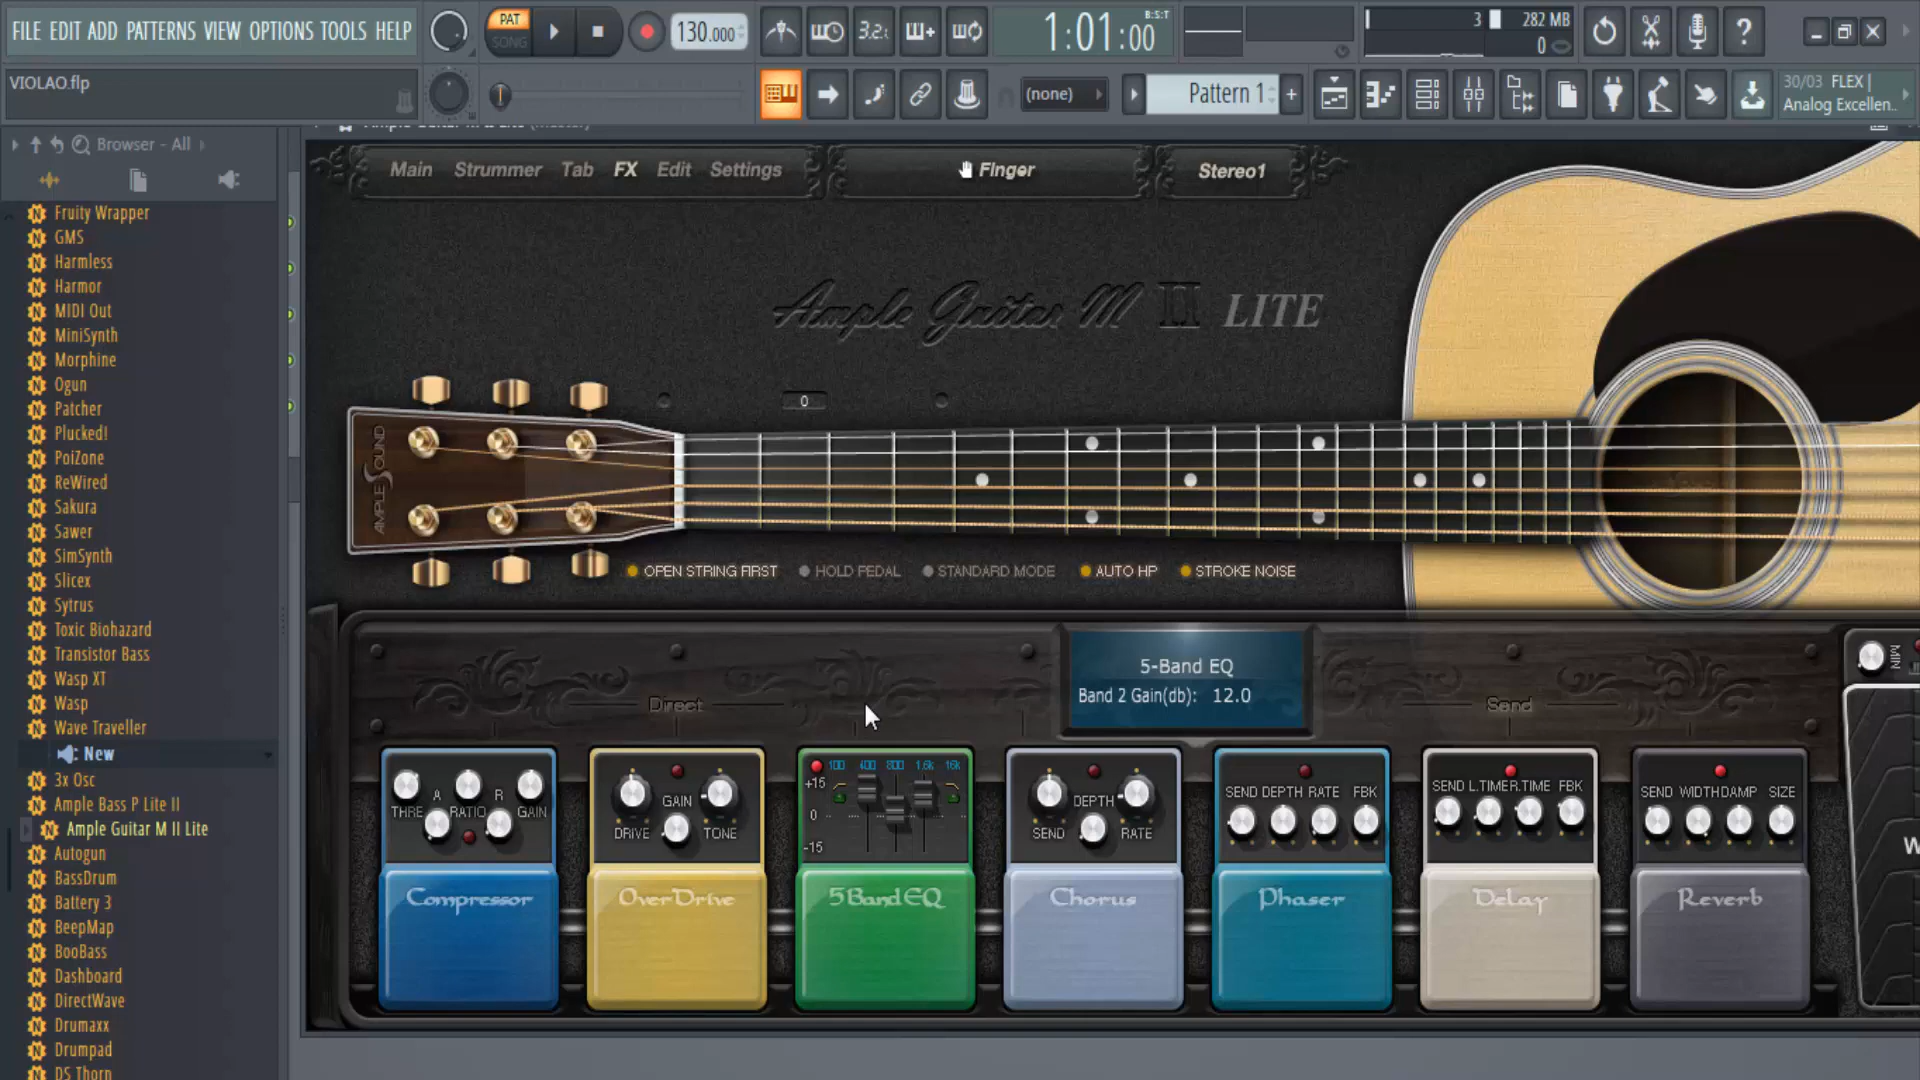 FILE EDIT ADD PATTERNS VIEW OPTIONS TOOLS HELP
PAT
SONG
130.000
3.2.
1:01:00
B:S:T
3
282 MB
0
VIOLAO.flp
(none)
Pattern 1
30/03 FLEX |
Analog Excellen..
Browser - All
Fruity Wrapper
GMS
Harmless
Harmor
MIDI Out
MiniSynth
Morphine
Ogun
Patcher
Plucked!
PoiZone
ReWired
Sakura
Sawer
SimSynth
Slicex
Sytrus
Toxic Biohazard
Transistor Bass
Wasp XT
Wasp
Wave Traveller
New
3x Osc
Ample Bass P Lite II
Ample Guitar M II Lite
Autogun
BassDrum
Battery 3
BeepMap
BooBass
Dashboard
DirectWave
Drumaxx
Drumpad
DS Thorn
Main Strummer Tab FX Edit Settings
Finger
Stereo1
Ample Guitar M II LITE
0
AMPLE SOUND
OPEN STRING FIRST HOLD PEDAL STANDARD MODE AUTO HP STROKE NOISE
5-Band EQ
Band 2 Gain(db): 12.0
Direct
Send
MIN
THRE A RATIO R GAIN
Compressor
DRIVE GAIN TONE
OverDrive
100 400 800 1.6k 16k
+15
0
-15
5BandEQ
SEND DEPTH RATE
Chorus
SEND DEPTH RATE FBK
Phaser
SEND L.TIME R.TIME FBK
Delay
SEND WIDTH DAMP SIZE
Reverb
W